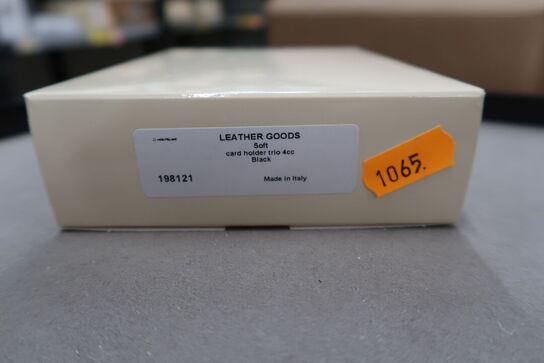 LEATHER GOODS
Soft
card holder trio 4cc
Black
198121 Made in Italy
1065.